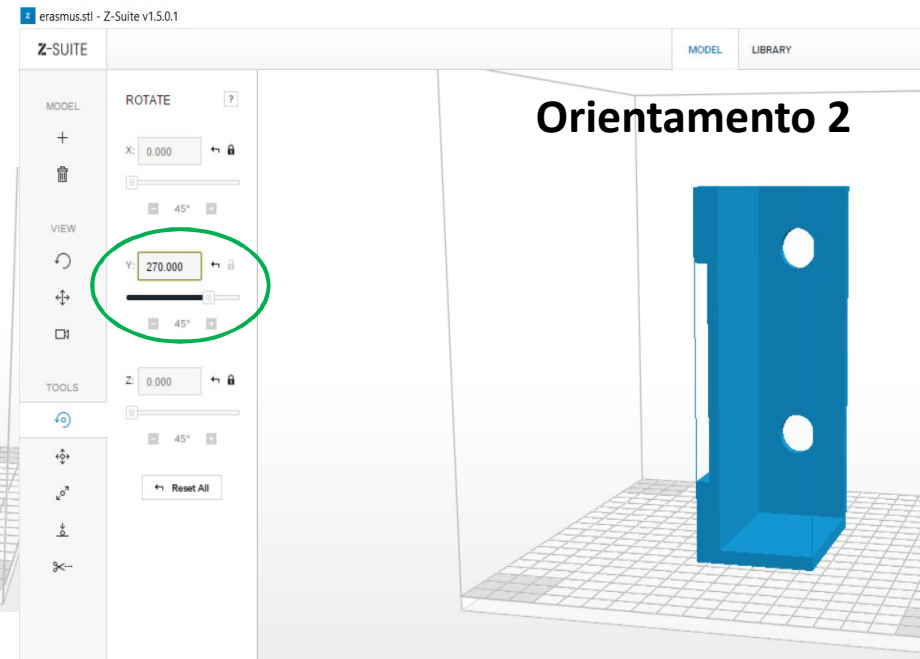 erasmus.stl - Z-Suite v1.5.0.1
Z-SUITE
MODEL
LIBRARY
MODEL
ROTATE
?
Orientamento 2
X:
0.000
45°
VIEW
Y:
270.000
45°
TOOLS
Z:
0.000
45°
Reset All